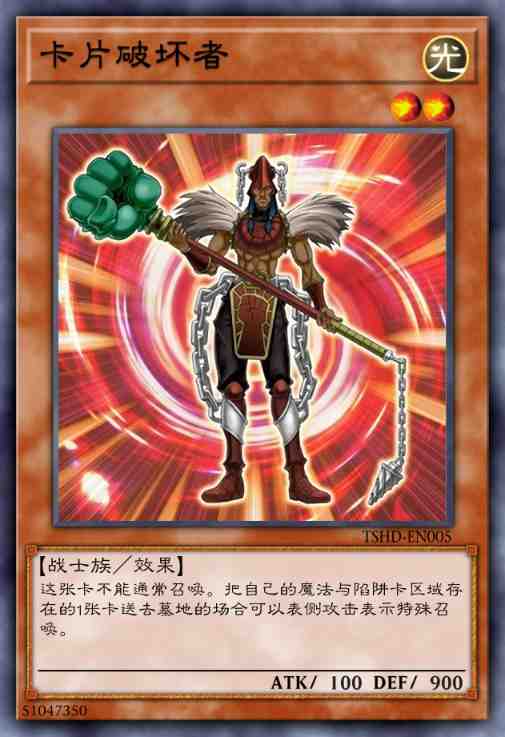 卡片破坏者
光
TSHD-EN005
【战士族／效果】
这张卡不能通常召唤。把自己的魔法与陷阱卡区域存
在的1张卡送去墓地的场合可以表侧攻击表示特殊召
唤。
ATK/ 100 DEF/ 900
51047350